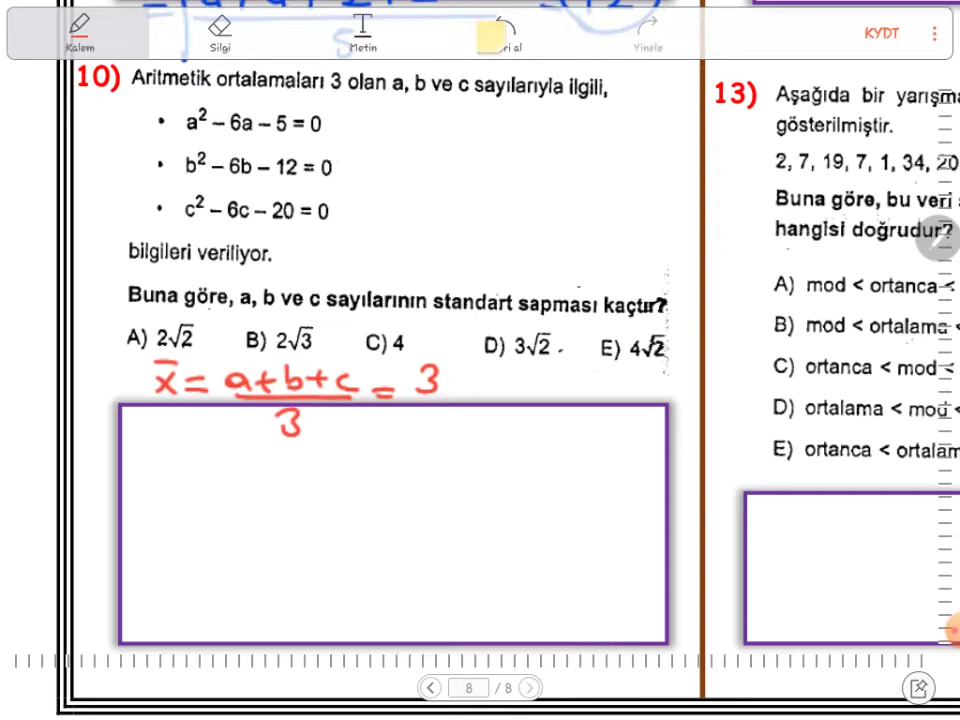 Kalem
Silgi
Metin
Yinele
KYDT
10) Aritmetik ortalamaları 3 olan a, b ve c sayılarıyla ilgili,
• a² – 6a – 5 = 0
• b² – 6b – 12 = 0
• c² – 6c – 20 = 0
bilgileri veriliyor.
Buna göre, a, b ve c sayılarının standart sapması kaçtır?
A) 2√2 B) 2√3 C) 4 D) 3√2 E) 4√2
x̄ = a+b+c = 3
3
13) Aşağıda bir
gösterilmiştir.
2, 7, 19, 7, 1, 34, 20
Buna göre, bu veri
hangisi doğrudur?
A) mod < ortanca <
B) mod < ortalama <
C) ortanca < mod <
D) ortalama < mod <
E) ortanca <
8 / 8